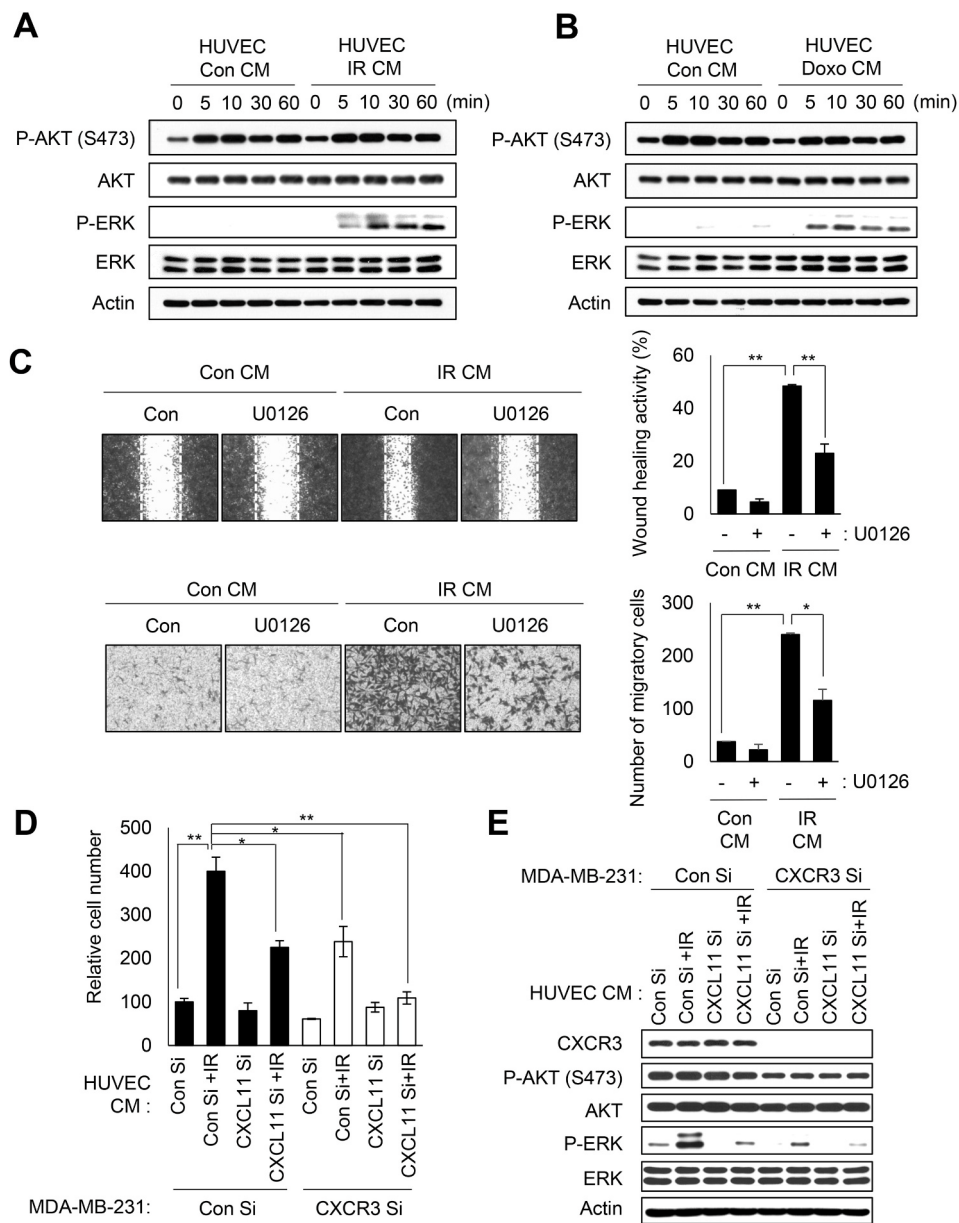 A
HUVEC
Con CM
HUVEC
IR CM
0 5 10 30 60 0 5 10 30 60 (min)
P-AKT (S473)
AKT
P-ERK
ERK
Actin
B
HUVEC
Con CM
HUVEC
Doxo CM
0 5 10 30 60 0 5 10 30 60 (min)
P-AKT (S473)
AKT
P-ERK
ERK
Actin
C
Con CM IR CM
Con U0126 Con U0126
Wound healing activity (%)
60
40
20
0
** **
- + - + : U0126
Con CM IR CM
Con CM IR CM
Con U0126 Con U0126
Number of migratory cells
300
200
100
0
** *
- + - + : U0126
Con
CM
IR
CM
D
Relative cell number
500
400
300
200
100
0
**
*
*
**
HUVEC
CM :
Con Si
Con Si +IR
CXCL11 Si
CXCL11 Si +IR
Con Si
Con Si+IR
CXCL11 Si
CXCL11 Si+IR
MDA-MB-231: Con Si CXCR3 Si
E
MDA-MB-231: Con Si CXCR3 Si
HUVEC CM :
Con Si
Con Si +IR
CXCL11 Si
CXCL11 Si +IR
Con Si
Con Si+IR
CXCL11 Si
CXCL11 Si+IR
CXCR3
P-AKT (S473)
AKT
P-ERK
ERK
Actin